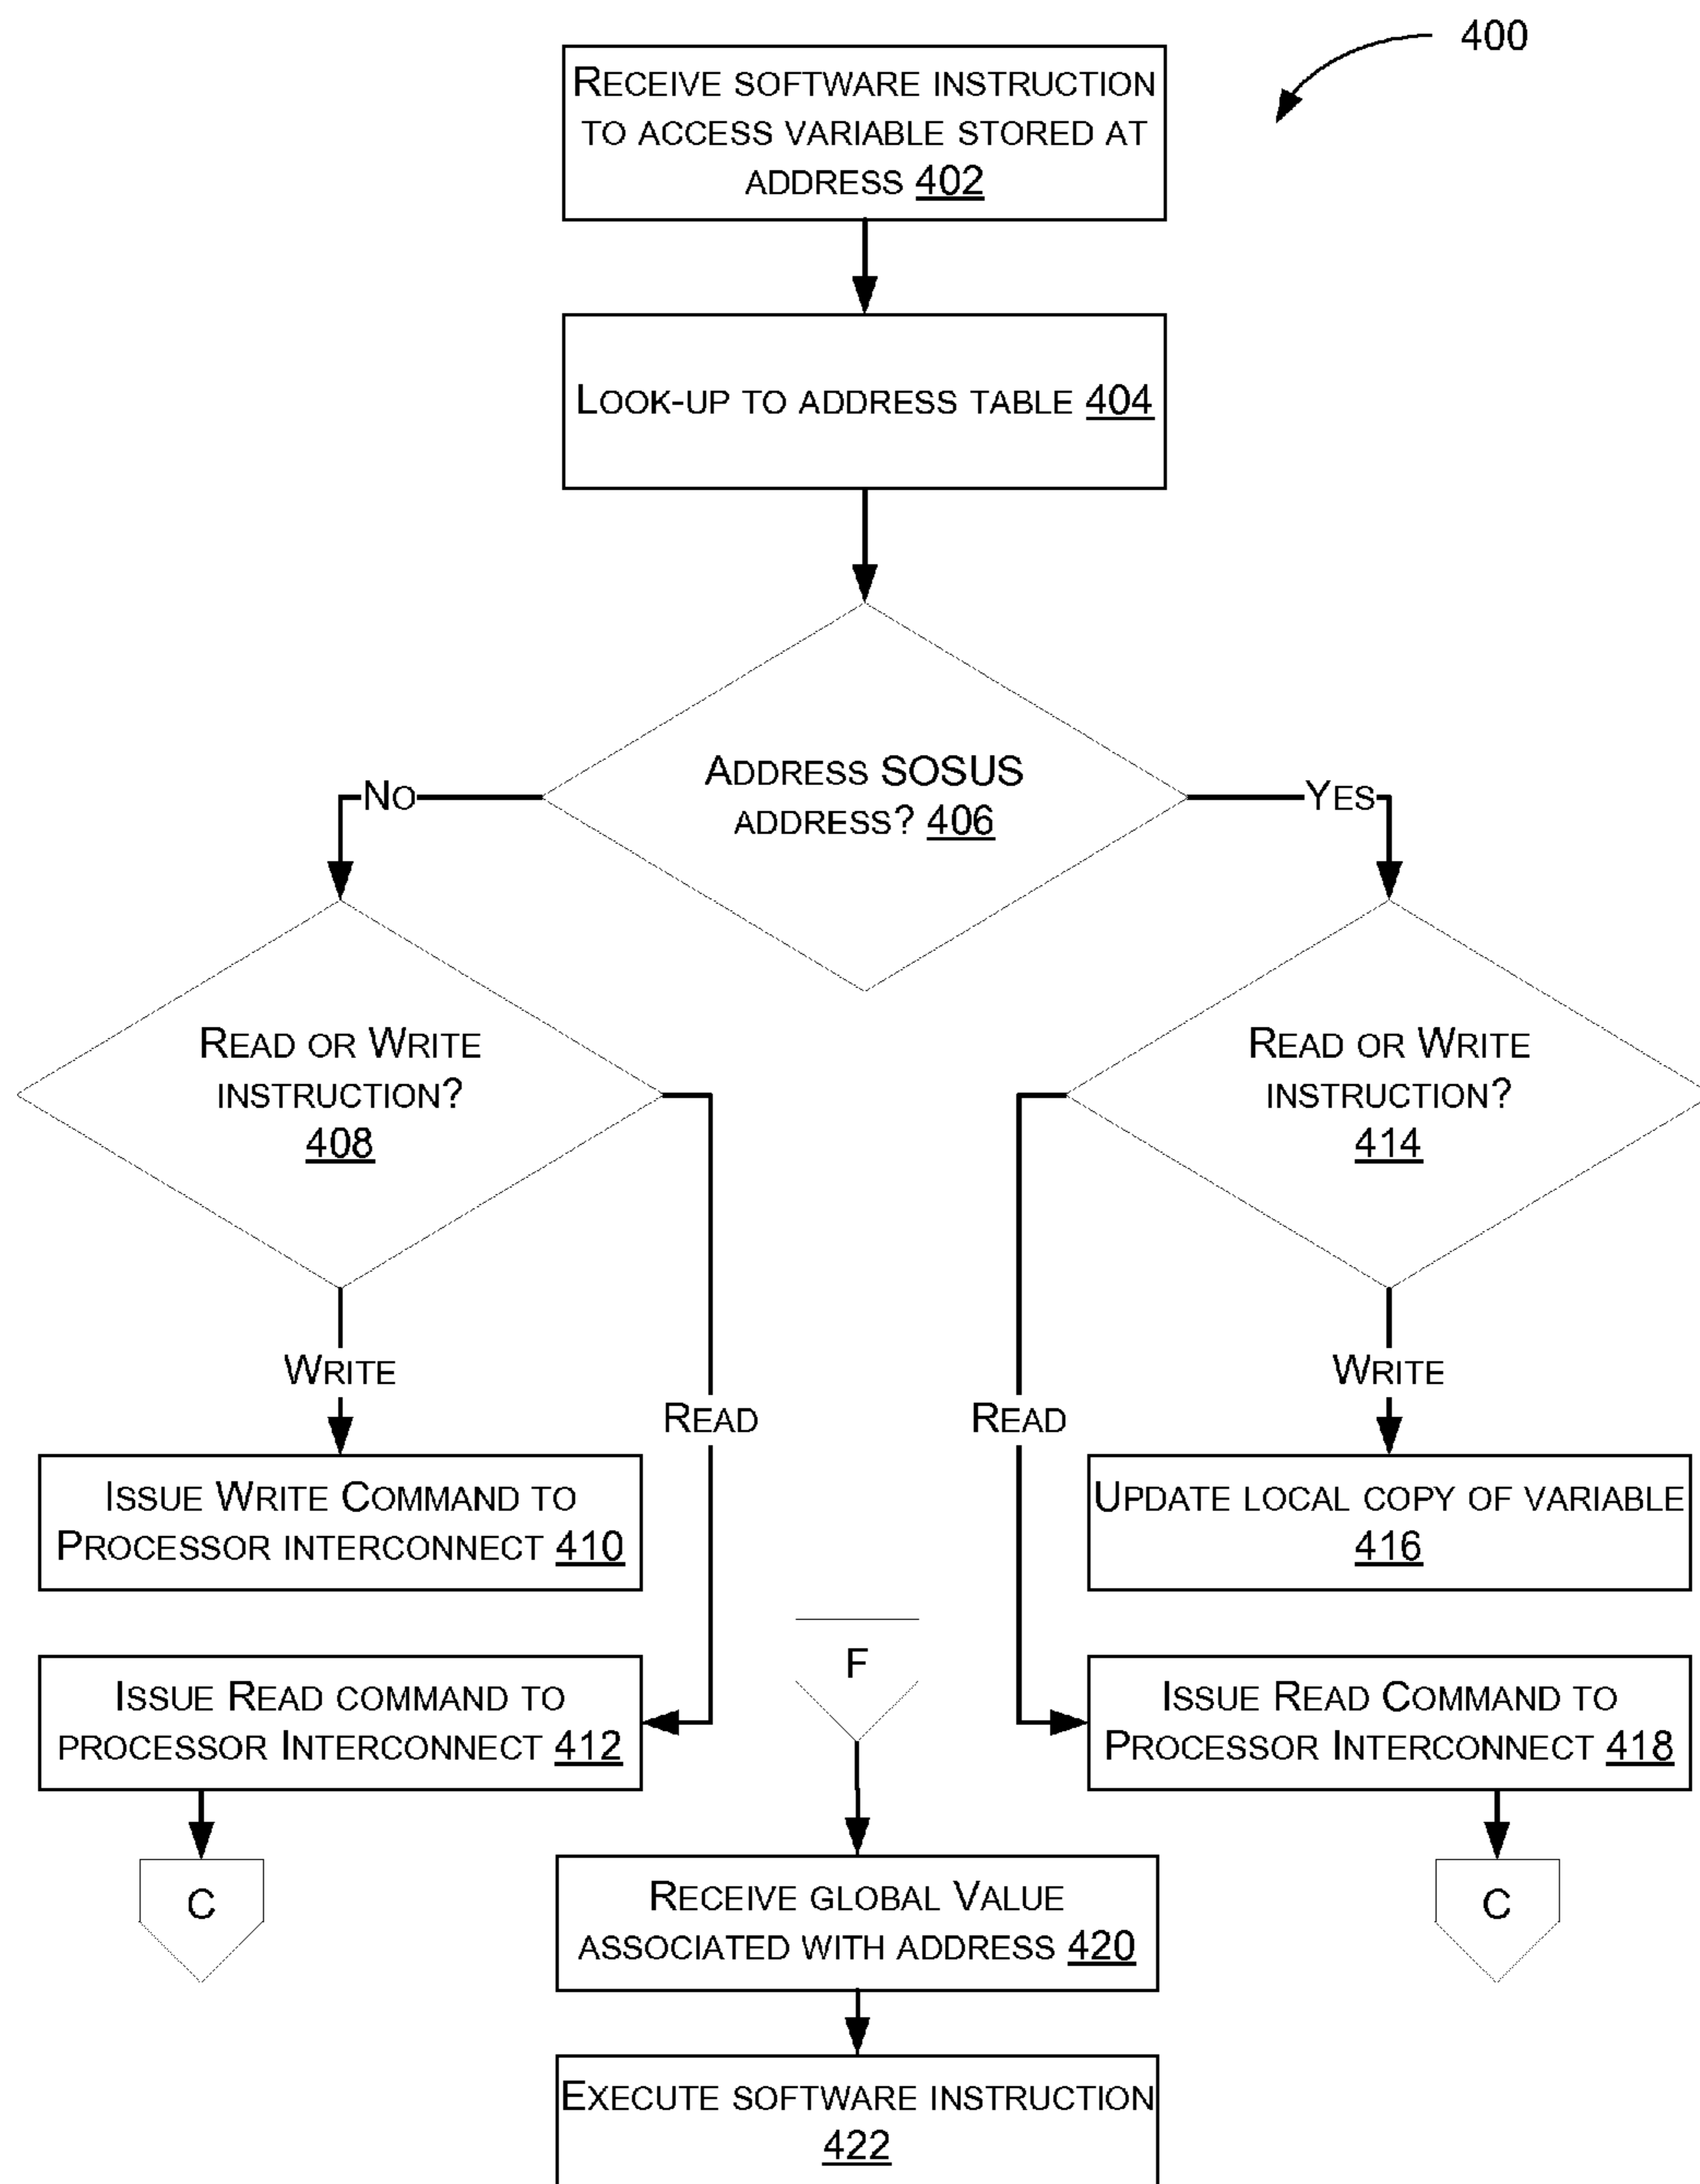 400
RECEIVE SOFTWARE INSTRUCTION
TO ACCESS VARIABLE STORED AT
ADDRESS 402
LOOK-UP TO ADDRESS TABLE 404
ADDRESS SOSUS
ADDRESS? 406
NO
YES
READ OR WRITE
INSTRUCTION?
408
READ OR WRITE
INSTRUCTION?
414
WRITE
READ
READ
WRITE
ISSUE WRITE COMMAND TO
PROCESSOR INTERCONNECT 410
UPDATE LOCAL COPY OF VARIABLE
416
F
ISSUE READ COMMAND TO
PROCESSOR INTERCONNECT 412
ISSUE READ COMMAND TO
PROCESSOR INTERCONNECT 418
C
C
RECEIVE GLOBAL VALUE
ASSOCIATED WITH ADDRESS 420
EXECUTE SOFTWARE INSTRUCTION
422